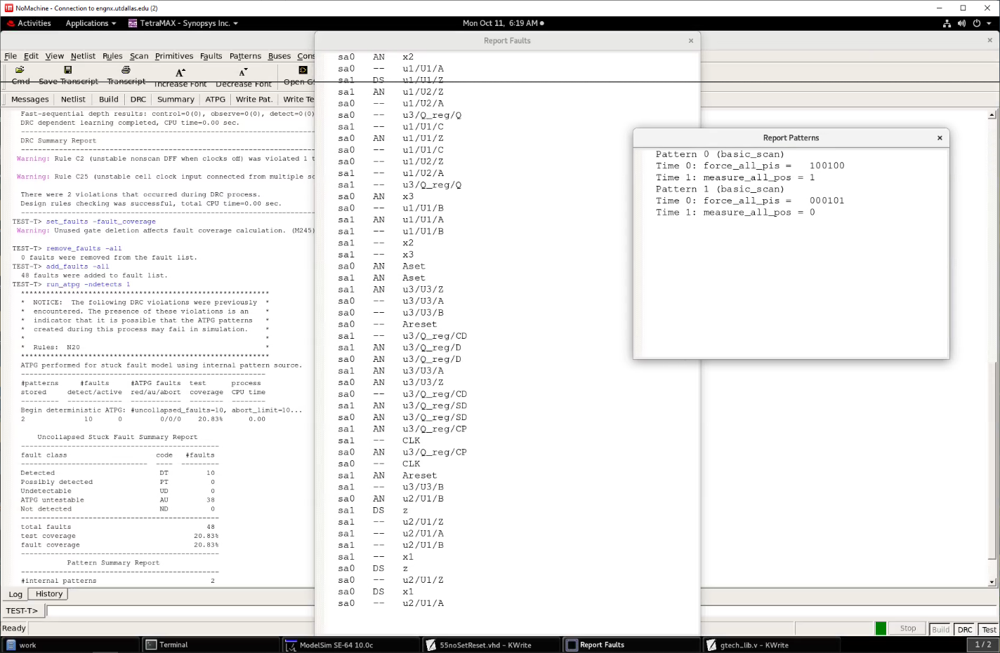 NoMachine - Connection to engnx.utdallas.edu (2)
Activities Applications TetraMAX - Synopsys Inc. Mon Oct 11, 6:19 AM
Report Faults
File Edit View Netlist Rules Scan Primitives Faults Patterns Buses Cons
Cmd Save Transcript Transcript Increase Font Decrease Font Open G
Messages Netlist Build DRC Summary ATPG Write Pat. Write Te
Fast-sequential depth results: control=0(0), observe=0(0), detect=0(0)
DRC dependent learning completed, CPU time=0.00 sec.
DRC Summary Report
Warning: Rule C2 (unstable nonscan DFF when clocks off) was violated 1 t
Warning: Rule C25 (unstable cell clock input connected from multiple sc
There were 2 violations that occurred during DRC process.
Design rules checking was successful, total CPU time=0.00 sec.
TEST-T> set_faults -fault_coverage
Warning: Unused gate deletion affects fault coverage calculation. (M245)
TEST-T> remove_faults -all
0 faults were removed from the fault list.
TEST-T> add_faults -all
48 faults were added to fault list.
TEST-T> run_atpg -ndetects 1
***********************************************************
* NOTICE: The following DRC violations were previously *
* encountered. The presence of these violations is an *
* indicator that it is possible that the ATPG patterns *
* created during this process may fail in simulation. *
* *
* Rules: N20 *
***********************************************************
ATPG performed for stuck fault model using internal pattern source.
#patterns #faults #ATPG faults test process
stored detect/active red/au/abort coverage CPU time
Begin deterministic ATPG: #uncollapsed_faults=10, abort_limit=10...
2 10 0 0/0/0 20.83% 0.00
Uncollapsed Stuck Fault Summary Report
fault class code #faults
Detected DT 10
Possibly detected PT 0
Undetectable UD 0
ATPG untestable AU 38
Not detected ND 0
total faults 48
test coverage 20.83%
fault coverage 20.83%
Pattern Summary Report
#internal patterns 2
sa0 AN x2
sa0 -- u1/U1/A
sa1 DS u1/U1/Z
sa1 AN u1/U2/Z
sa0 -- u1/U2/A
sa0 -- u3/Q_reg/Q
sa1 -- u1/U1/C
sa0 AN u1/U1/Z
sa0 -- u1/U1/C
sa0 -- u1/U2/Z
sa1 -- u1/U2/A
sa1 -- u3/Q_reg/Q
sa0 AN x3
sa0 -- u1/U1/B
sa1 AN u1/U1/A
sa1 -- u1/U1/B
sa1 -- x2
sa1 -- x3
sa0 AN Aset
sa1 AN Aset
sa1 AN u3/U3/Z
sa0 -- u3/U3/A
sa0 -- u3/U3/B
sa0 -- Areset
sa1 -- u3/Q_reg/CD
sa1 AN u3/Q_reg/D
sa0 AN u3/Q_reg/D
sa1 AN u3/U3/A
sa0 AN u3/U3/Z
sa0 -- u3/Q_reg/CD
sa1 AN u3/Q_reg/SD
sa0 AN u3/Q_reg/SD
sa1 AN u3/Q_reg/CP
sa1 -- CLK
sa0 AN u3/Q_reg/CP
sa0 -- CLK
sa1 AN Areset
sa1 -- u3/U3/B
sa0 AN u2/U1/B
sa1 DS z
sa1 -- u2/U1/Z
sa1 -- u2/U1/A
sa1 -- u2/U1/B
sa1 -- x1
sa0 DS z
sa0 -- u2/U1/Z
sa0 DS x1
sa0 -- u2/U1/A
Report Patterns
Pattern 0 (basic_scan)
Time 0: force_all_pis = 100100
Time 1: measure_all_pos = 1
Pattern 1 (basic_scan)
Time 0: force_all_pis = 000101
Time 1: measure_all_pos = 0
Log History
TEST-T>
Ready Stop Build DRC Test
work Terminal ModelSim SE-64 10.0c 55noSetReset.vhd - KWrite Report Faults gtech_lib.v - KWrite 1 / 2